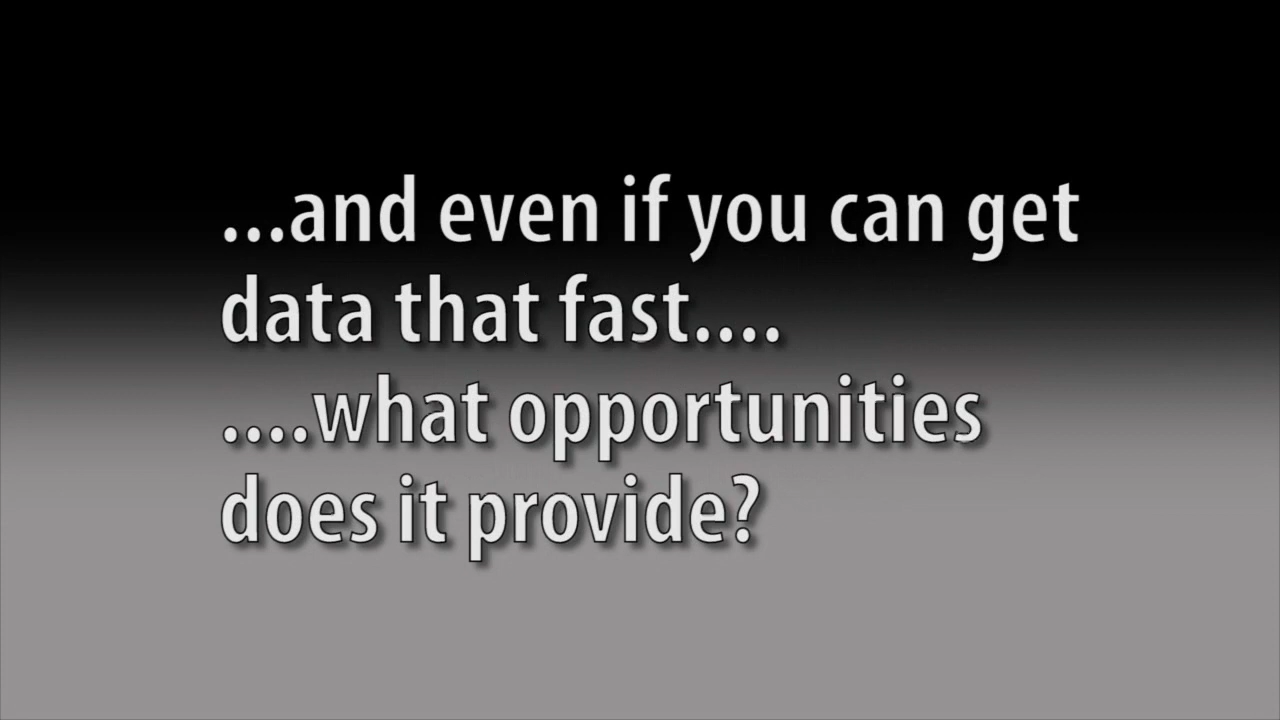 ...and even if you can get
data that fast....
....what opportunities
does it provide?